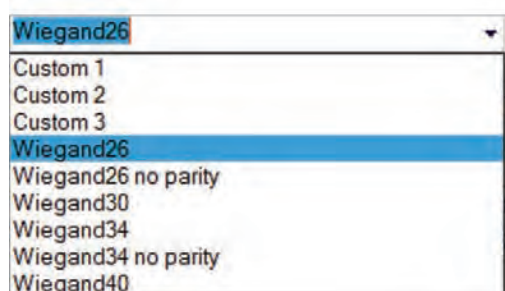 Wiegand26
Custom 1
Custom 2
Custom 3
Wiegand26
Wiegand26 no parity
Wiegand30
Wiegand34
Wiegand34 no parity
Wiegand40